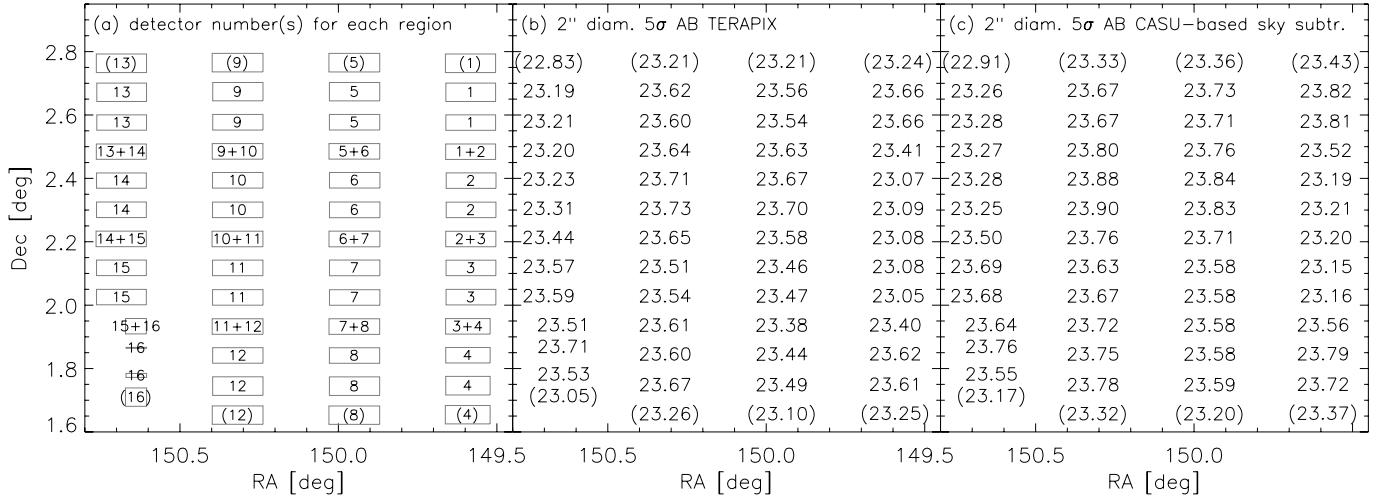 (a) detector number(s) for each region
(b) 2" diam. 5σ AB TERAPIX
(c) 2" diam. 5σ AB CASU-based sky subtr.
2.8 (13) (9) (5) (1) (22.83) (23.21) (23.21) (23.24) (22.91) (23.33) (23.36) (23.43)
13 9 5 1 23.19 23.62 23.56 23.66 23.26 23.67 23.73 23.82
2.6 13 9 5 1 23.21 23.60 23.54 23.66 23.28 23.67 23.71 23.81
13+14 9+10 5+6 1+2 23.20 23.64 23.63 23.41 23.27 23.80 23.76 23.52
2.4 14 10 6 2 23.23 23.71 23.67 23.07 23.28 23.88 23.84 23.19
14 10 6 2 23.31 23.73 23.70 23.09 23.25 23.90 23.83 23.21
2.2 14+15 10+11 6+7 2+3 23.44 23.65 23.58 23.08 23.50 23.76 23.71 23.20
15 11 7 3 23.57 23.51 23.46 23.08 23.69 23.63 23.58 23.15
2.0 15 11 7 3 23.59 23.54 23.47 23.05 23.68 23.67 23.58 23.16
15+16 11+12 7+8 3+4 23.51 23.61 23.38 23.40 23.64 23.72 23.58 23.56
16 12 8 4 23.71 23.60 23.44 23.62 23.76 23.75 23.58 23.79
1.8 16 12 8 4 23.53 23.67 23.49 23.61 23.55 23.78 23.59 23.72
(16) (12) (8) (4) (23.05) (23.26) (23.10) (23.25) (23.17) (23.32) (23.20) (23.37)
1.6
Dec [deg]
150.5 150.0 149.5 150.5 150.0 149.5 150.5 150.0
RA [deg] RA [deg] RA [deg]